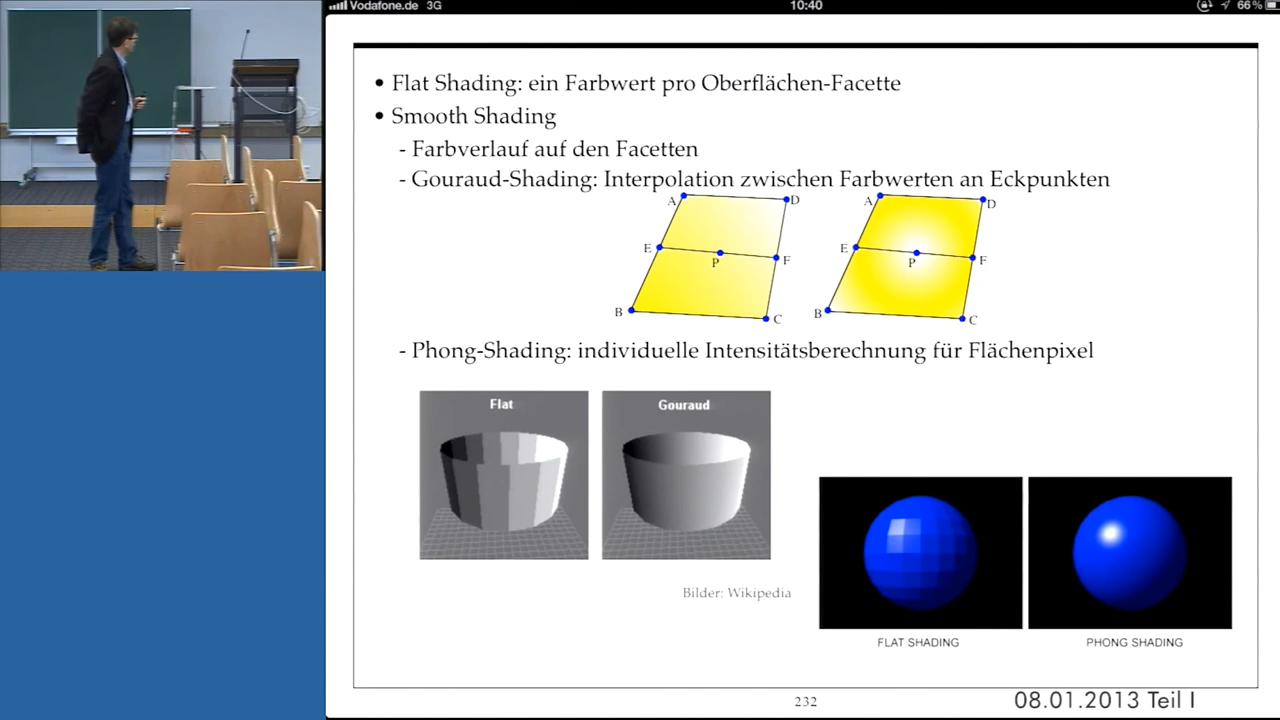 Vodafone.de 3G 10:40 66%
• Flat Shading: ein Farbwert pro Oberflächen-Facette
• Smooth Shading
- Farbverlauf auf den Facetten
- Gouraud-Shading: Interpolation zwischen Farbwerten an Eckpunkten
A D A D
E P F E P F
B C B C
- Phong-Shading: individuelle Intensitätsberechnung für Flächenpixel
Flat Gouraud
Bilder: Wikipedia
FLAT SHADING PHONG SHADING
232
08.01.2013 Teil I